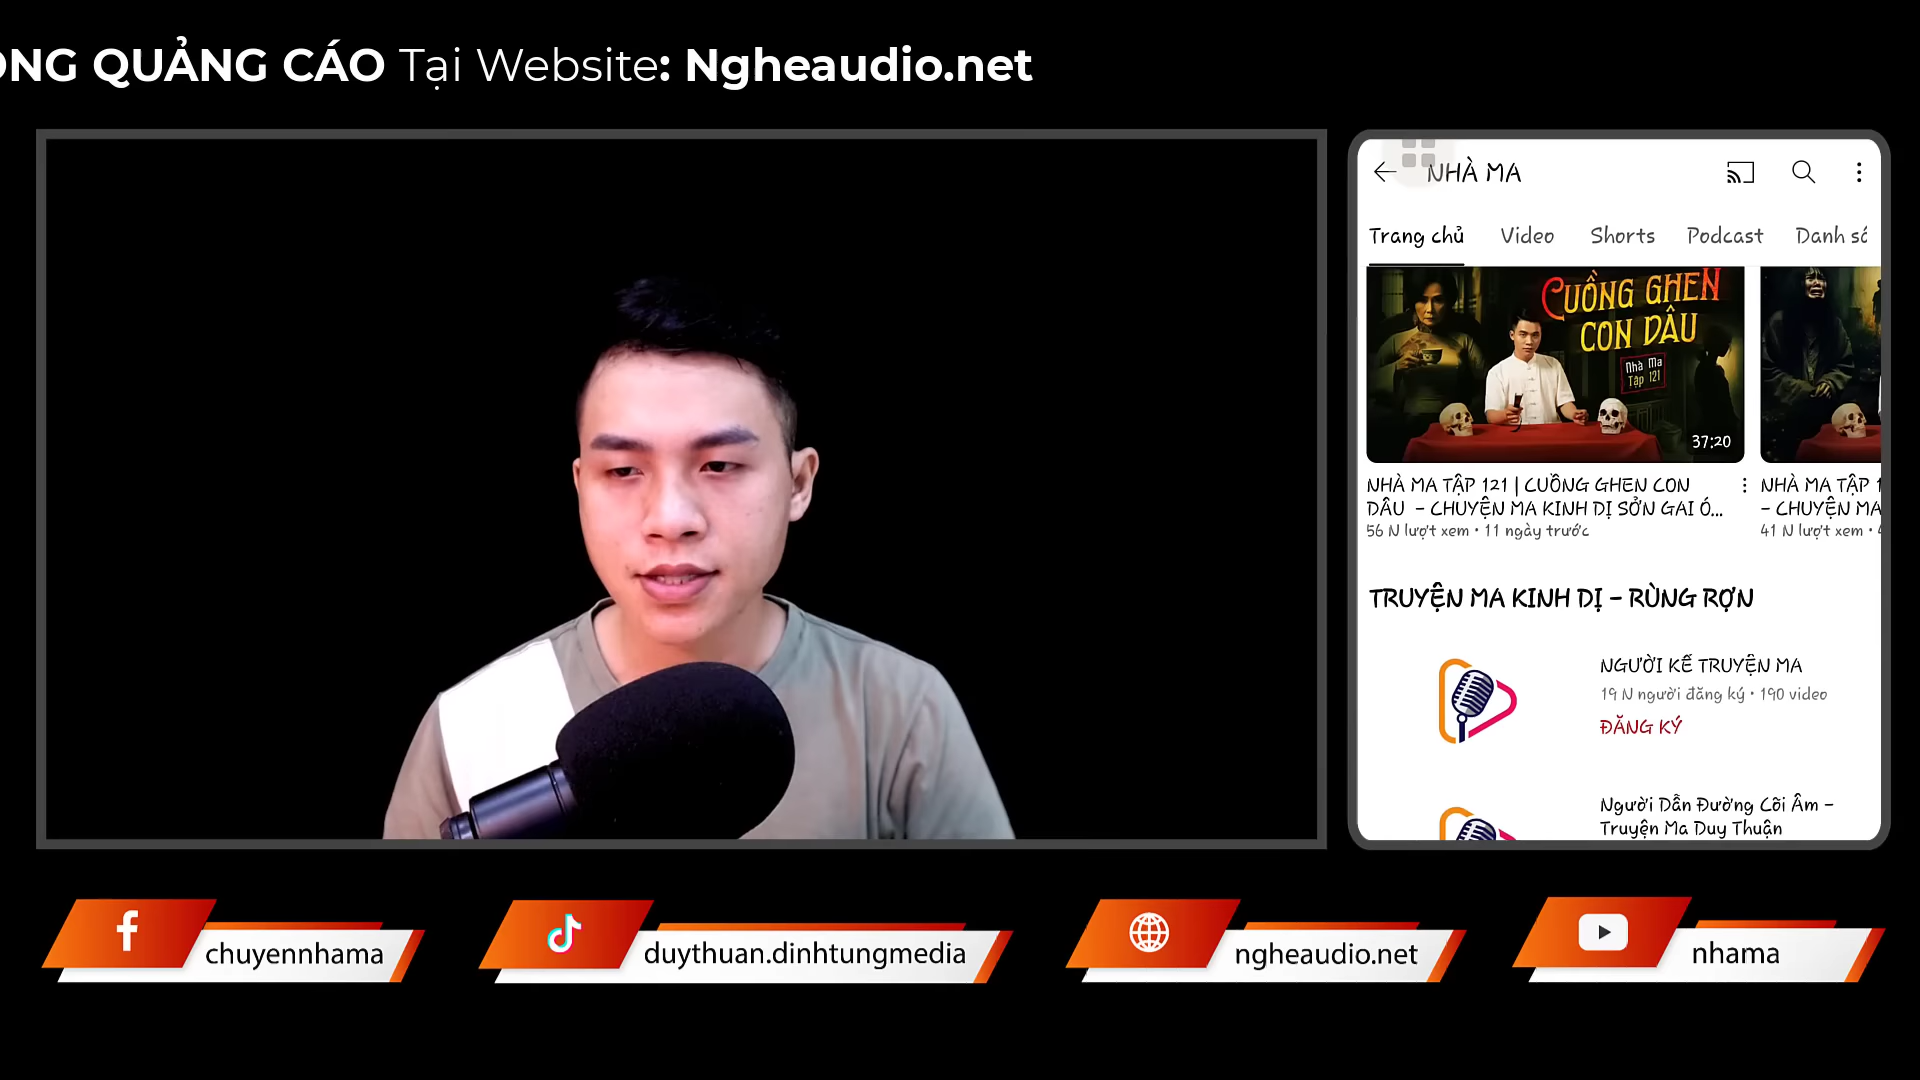 ONG QUẢNG CÁO Tại Website: Ngheaudio.net
NHÀ MA
Trang chủ Video Shorts Podcast Danh sá
CUỒNG GHEN
CON DÂU
Nhà Ma
Tập 121
37:20
NHÀ MA TẬP 121 | CUỒNG GHEN CON
DÂU - CHUYỆN MA KINH DỊ SỞN GAI Ố...
56 N lượt xem • 11 ngày trước
NHÀ MA TẬP 1
- CHUYỆN MA
41 N lượt xem •
TRUYỆN MA KINH DỊ - RÙNG RỢN
NGƯỜI KỂ TRUYỆN MA
19 N người đăng ký • 190 video
ĐĂNG KÝ
Người Dẫn Đường Cõi Âm -
Truyện Ma Duy Thuận
chuyennhama
duythuan.dinhtungmedia
ngheaudio.net
nhama